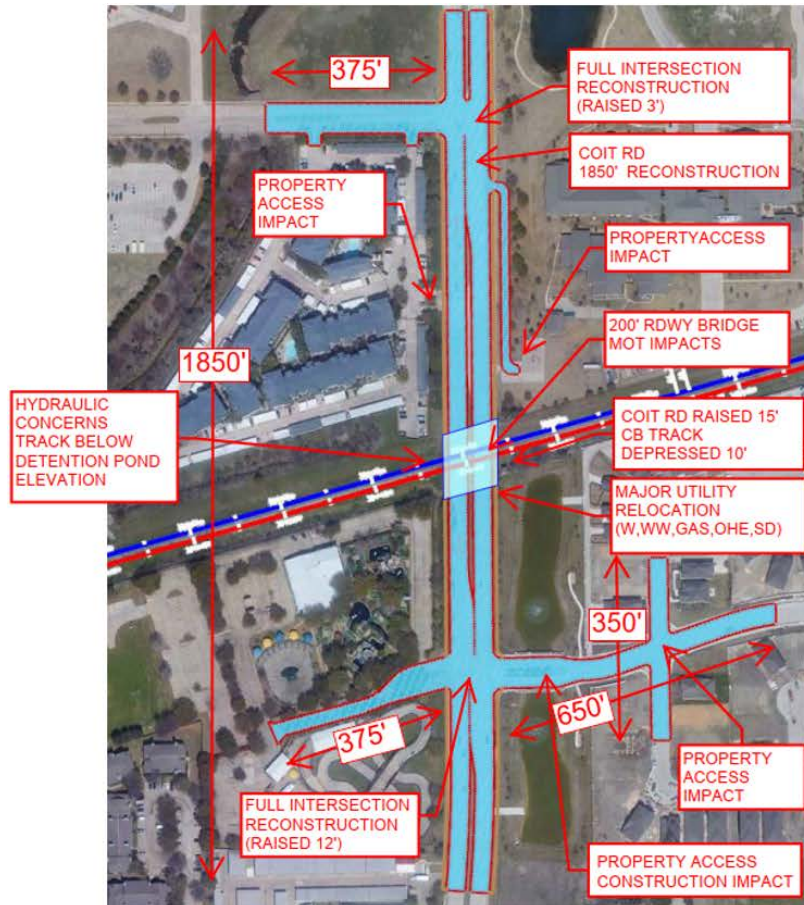 375'
FULL INTERSECTION
RECONSTRUCTION
(RAISED 3')
COIT RD
1850' RECONSTRUCTION
PROPERTY
ACCESS
IMPACT
PROPERTYACCESS
IMPACT
200' RDWY BRIDGE
MOT IMPACTS
1850'
HYDRAULIC
CONCERNS
TRACK BELOW
DETENTION POND
ELEVATION
COIT RD RAISED 15'
CB TRACK
DEPRESSED 10'
MAJOR UTILITY
RELOCATION
(W,WW,GAS,OHE,SD)
350'
650'
375'
PROPERTY
ACCESS
IMPACT
FULL INTERSECTION
RECONSTRUCTION
(RAISED 12')
PROPERTY ACCESS
CONSTRUCTION IMPACT